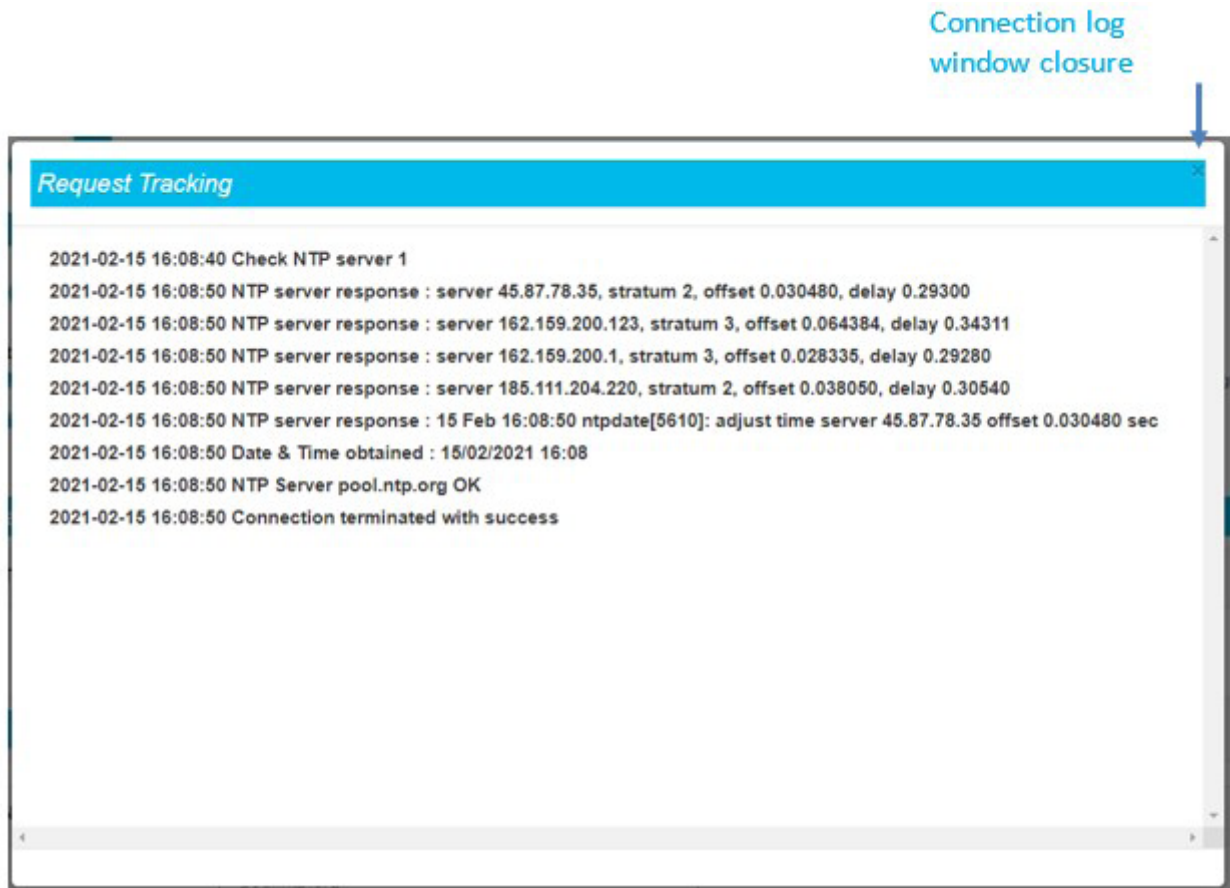 Connection log
window closure
Request Tracking
2021-02-15 16:08:40 Check NTP server 1
2021-02-15 16:08:50 NTP server response : server 45.87.78.35, stratum 2, offset 0.030480, delay 0.29300
2021-02-15 16:08:50 NTP server response : server 162.159.200.123, stratum 3, offset 0.064384, delay 0.34311
2021-02-15 16:08:50 NTP server response : server 162.159.200.1, stratum 3, offset 0.028335, delay 0.29280
2021-02-15 16:08:50 NTP server response : server 185.111.204.220, stratum 2, offset 0.038050, delay 0.30540
2021-02-15 16:08:50 NTP server response : 15 Feb 16:08:50 ntpdate[5610]: adjust time server 45.87.78.35 offset 0.030480 sec
2021-02-15 16:08:50 Date & Time obtained : 15/02/2021 16:08
2021-02-15 16:08:50 NTP Server pool.ntp.org OK
2021-02-15 16:08:50 Connection terminated with success